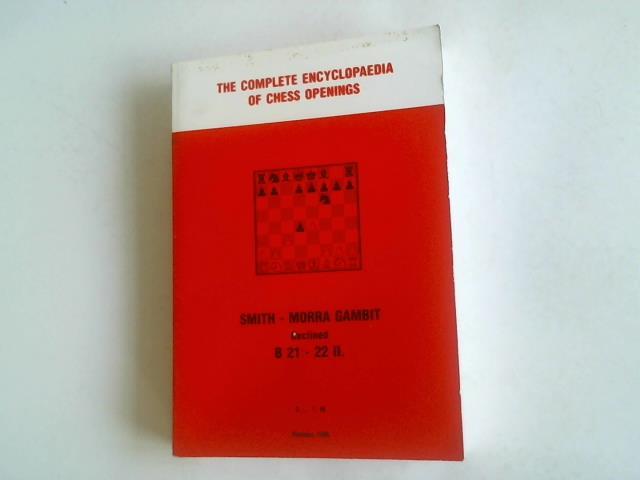 THE COMPLETE ENCYCLOPAEDIA
OF CHESS OPENINGS
SMITH - MORRA GAMBIT
Declined
B 21 - 22 II.